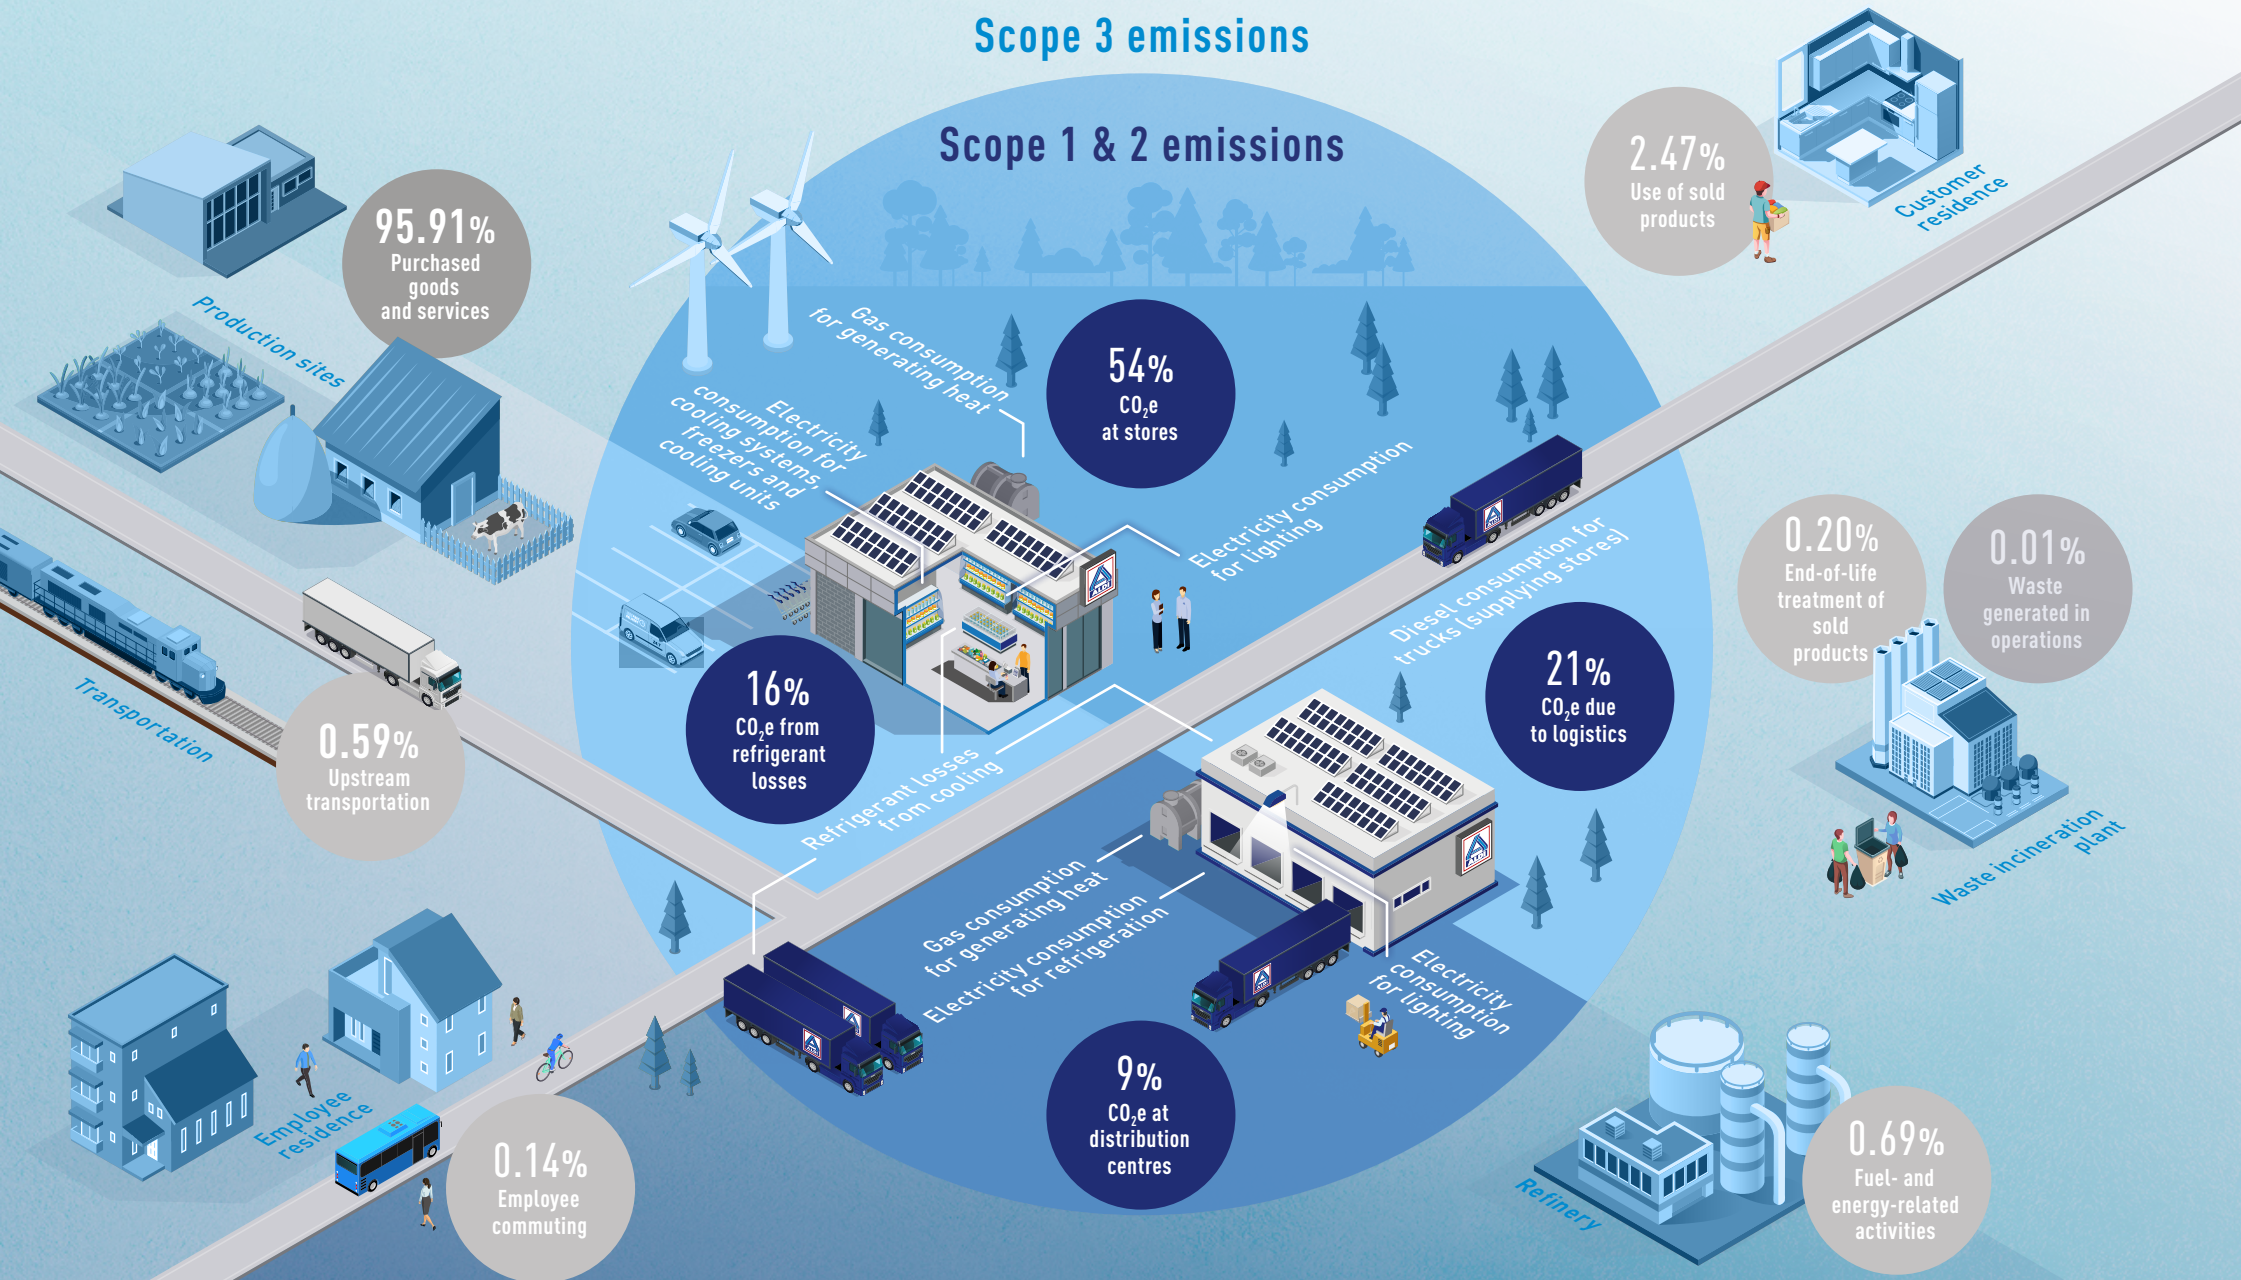 Scope 3 emissions
Scope 1 & 2 emissions
2.47%
Use of sold
products
Customer
residence
95.91%
Purchased
goods
and services
Production sites
Gas consumption
for generating heat
54%
CO₂e
at stores
Electricity
consumption for
cooling systems,
freezers and
cooling units
Electricity consumption
for lighting
ALDI
ALDI
Diesel consumption for
trucks (supplying stores)
0.20%
End-of-life
treatment of
sold
products
0.01%
Waste
generated in
operations
Transportation
0.59%
Upstream
transportation
16%
CO₂e from
refrigerant
losses
21%
CO₂e due
to logistics
Refrigerant losses
from cooling
ALDI
Waste incineration
plant
Gas consumption
for generating heat
Electricity consumption
for refrigeration
Electricity
consumption
for lighting
ALDI
ALDI
ALDI
9%
CO₂e at
distribution
centres
Employee
residence
0.14%
Employee
commuting
Refinery
0.69%
Fuel- and
energy-related
activities